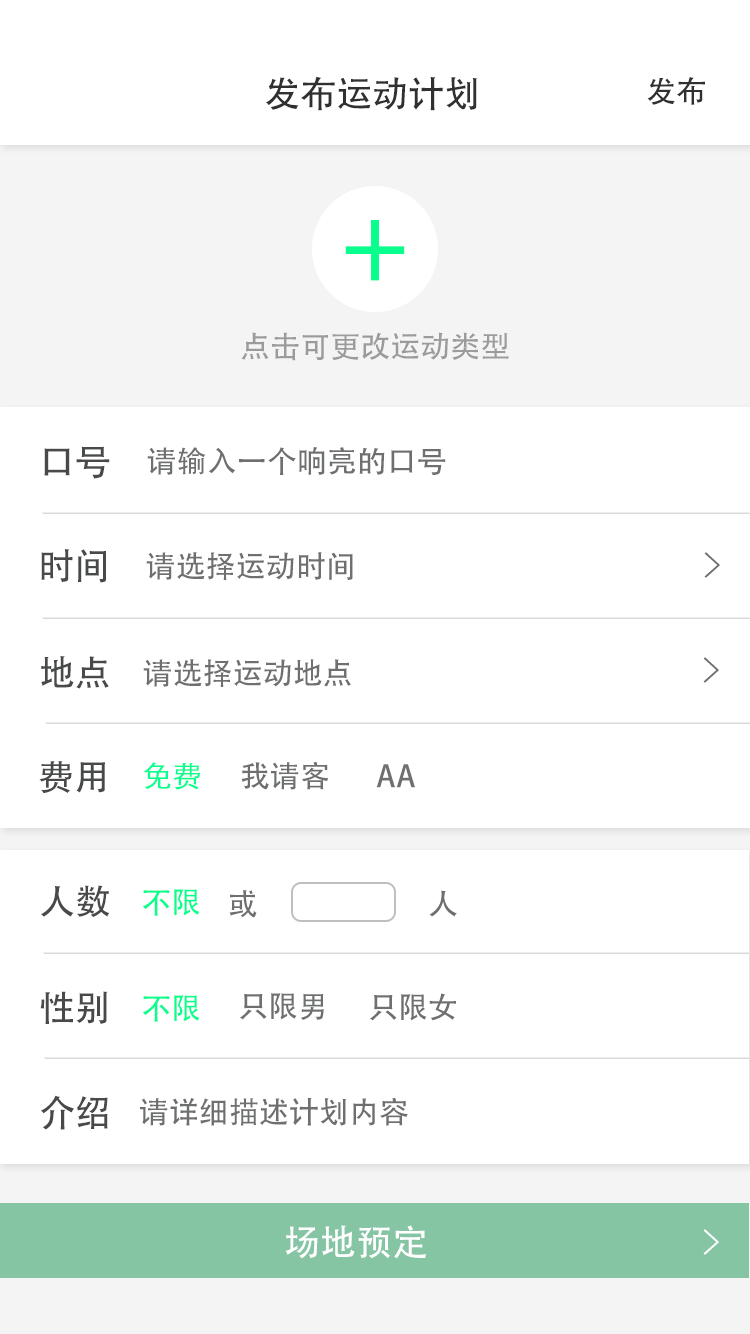 发布运动计划 发布
点击可更改运动类型
口号 请输入一个响亮的口号
时间 请选择运动时间
地点 请选择运动地点
费用 免费 我请客 AA
人数 不限 或 人
性别 不限 只限男 只限女
介绍 请详细描述计划内容
场地预定